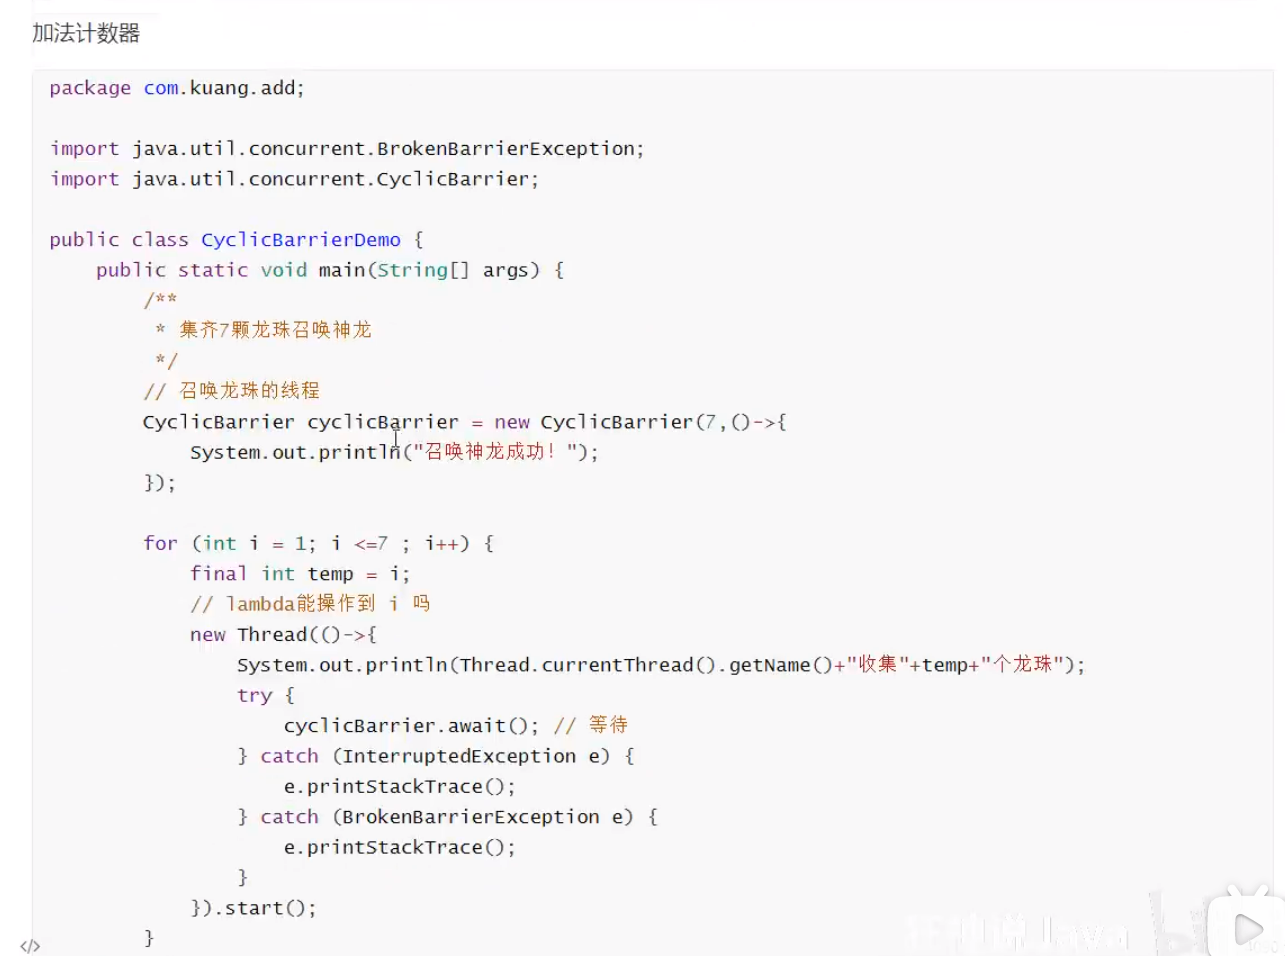 加法计数器
package com.kuang.add;
import java.util.concurrent.BrokenBarrierException;
import java.util.concurrent.CyclicBarrier;
public class CyclicBarrierDemo {
public static void main(String[] args) {
/**
* 集齐7颗龙珠召唤神龙
*/
// 召唤龙珠的线程
CyclicBarrier cyclicBarrier = new CyclicBarrier(7,()->{
System.out.println("召唤神龙成功！");
});
for (int i = 1; i <=7 ; i++) {
final int temp = i;
// lambda能操作到 i 吗
new Thread(()->{
System.out.println(Thread.currentThread().getName()+"收集"+temp+"个龙珠");
try {
cyclicBarrier.await(); // 等待
} catch (InterruptedException e) {
e.printStackTrace();
} catch (BrokenBarrierException e) {
e.printStackTrace();
}
}).start();
}
</> 狂神说 Java